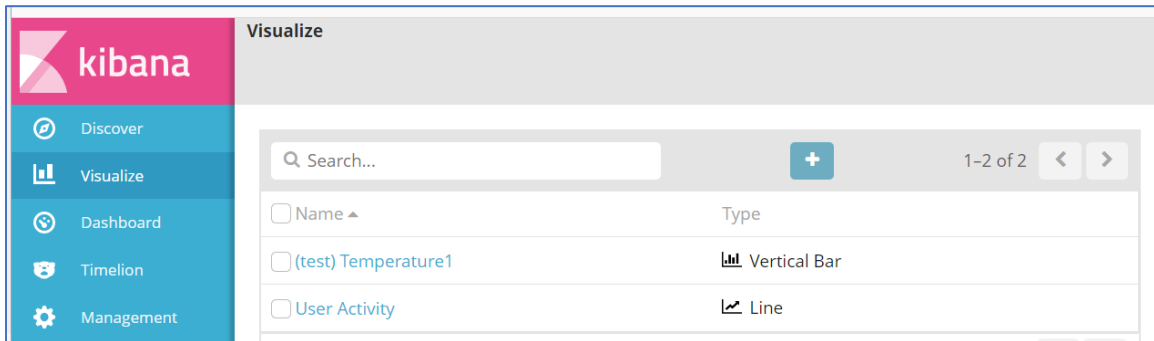 Visualize
kibana
Discover
Visualize
Dashboard
Timelion
Management
Search...
1–2 of 2
Name Type
(test) Temperature1 Vertical Bar
User Activity Line